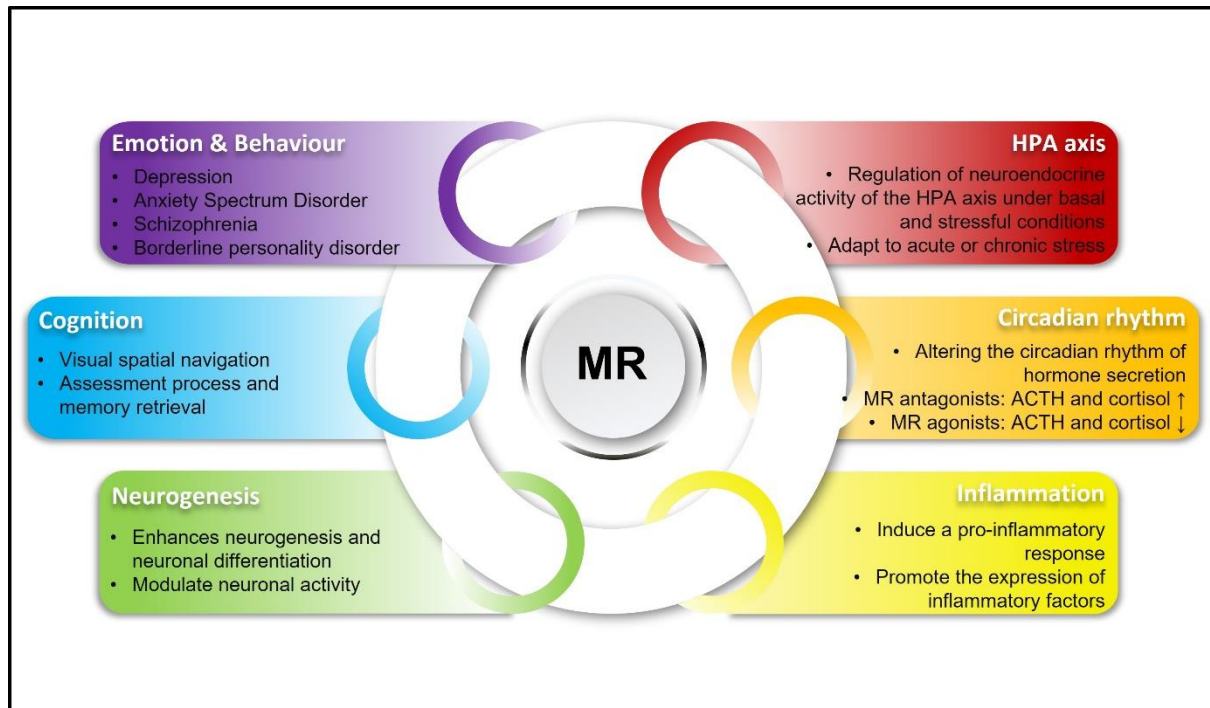 Emotion & Behaviour
• Depression
• Anxiety Spectrum Disorder
• Schizophrenia
• Borderline personality disorder
Cognition
• Visual spatial navigation
• Assessment process and
memory retrieval
Neurogenesis
• Enhances neurogenesis and
neuronal differentiation
• Modulate neuronal activity
MR
HPA axis
• Regulation of neuroendocrine
activity of the HPA axis under basal
and stressful conditions
• Adapt to acute or chronic stress
Circadian rhythm
• Altering the circadian rhythm of
hormone secretion
• MR antagonists: ACTH and cortisol ↑
• MR agonists: ACTH and cortisol ↓
Inflammation
• Induce a pro-inflammatory
response
• Promote the expression of
inflammatory factors